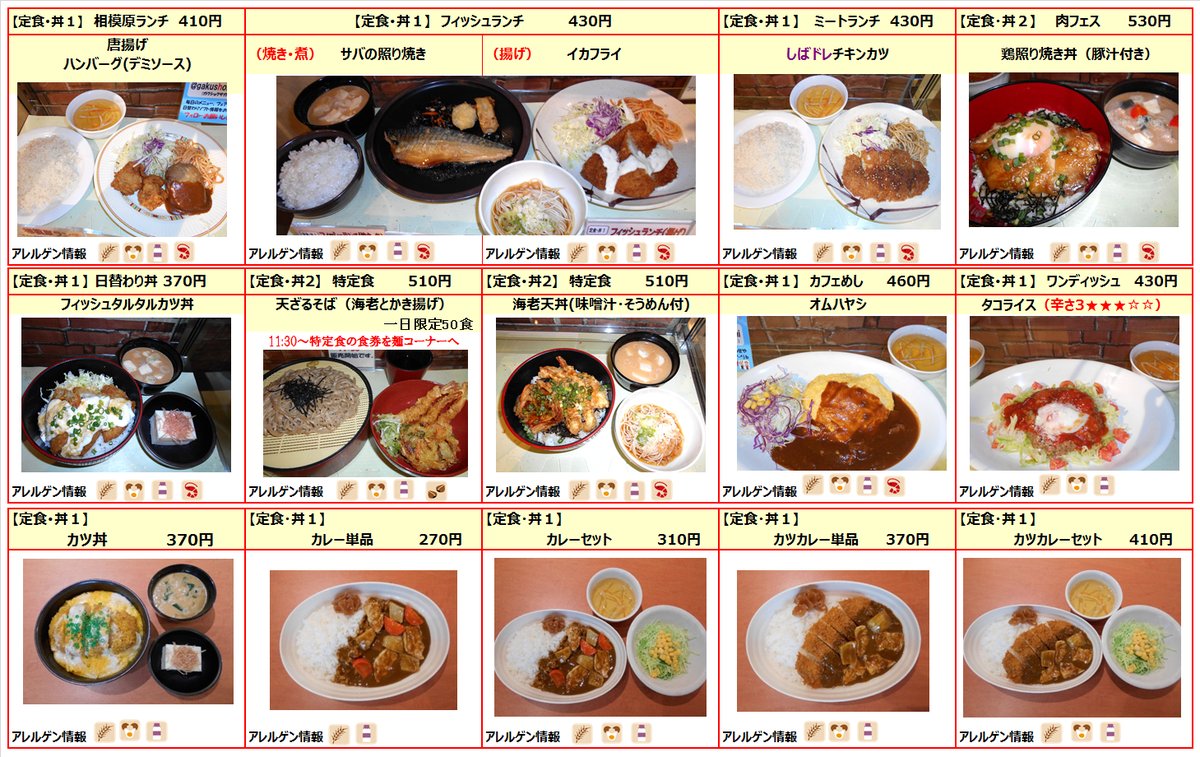 【定食・丼１】 相模原ランチ 410円
唐揚げ
ハンバーグ(デミソース)
@gakusho
アレルゲン情報
【定食・丼１】 フィッシュランチ 430円
（焼き・煮） サバの照り焼き
（揚げ） イカフライ
定食・丼１ フィッシュランチ(揚げ)
アレルゲン情報
アレルゲン情報
【定食・丼１】 ミートランチ 430円
しばドレチキンカツ
アレルゲン情報
【定食・丼２】 肉フェス 530円
鶏照り焼き丼（豚汁付き）
アレルゲン情報
【定食・丼１】日替わり丼 370円
フィッシュタルタルカツ丼
アレルゲン情報
【定食・丼2】 特定食 510円
天ざるそば（海老とかき揚げ）
一日限定50食
11:30～特定食の食券を麺コーナーへ
アレルゲン情報
【定食・丼2】 特定食 510円
海老天丼(味噌汁･そうめん付)
アレルゲン情報
【定食・丼１】 カフェめし 460円
オムハヤシ
アレルゲン情報
【定食・丼１】 ワンディッシュ 430円
タコライス（辛さ3★★★☆☆）
アレルゲン情報
【定食・丼１】
カツ丼 370円
アレルゲン情報
【定食・丼１】
カレー単品 270円
アレルゲン情報
【定食・丼１】
カレーセット 310円
アレルゲン情報
【定食・丼１】
カツカレー単品 370円
アレルゲン情報
【定食・丼１】
カツカレーセット 410円
アレルゲン情報